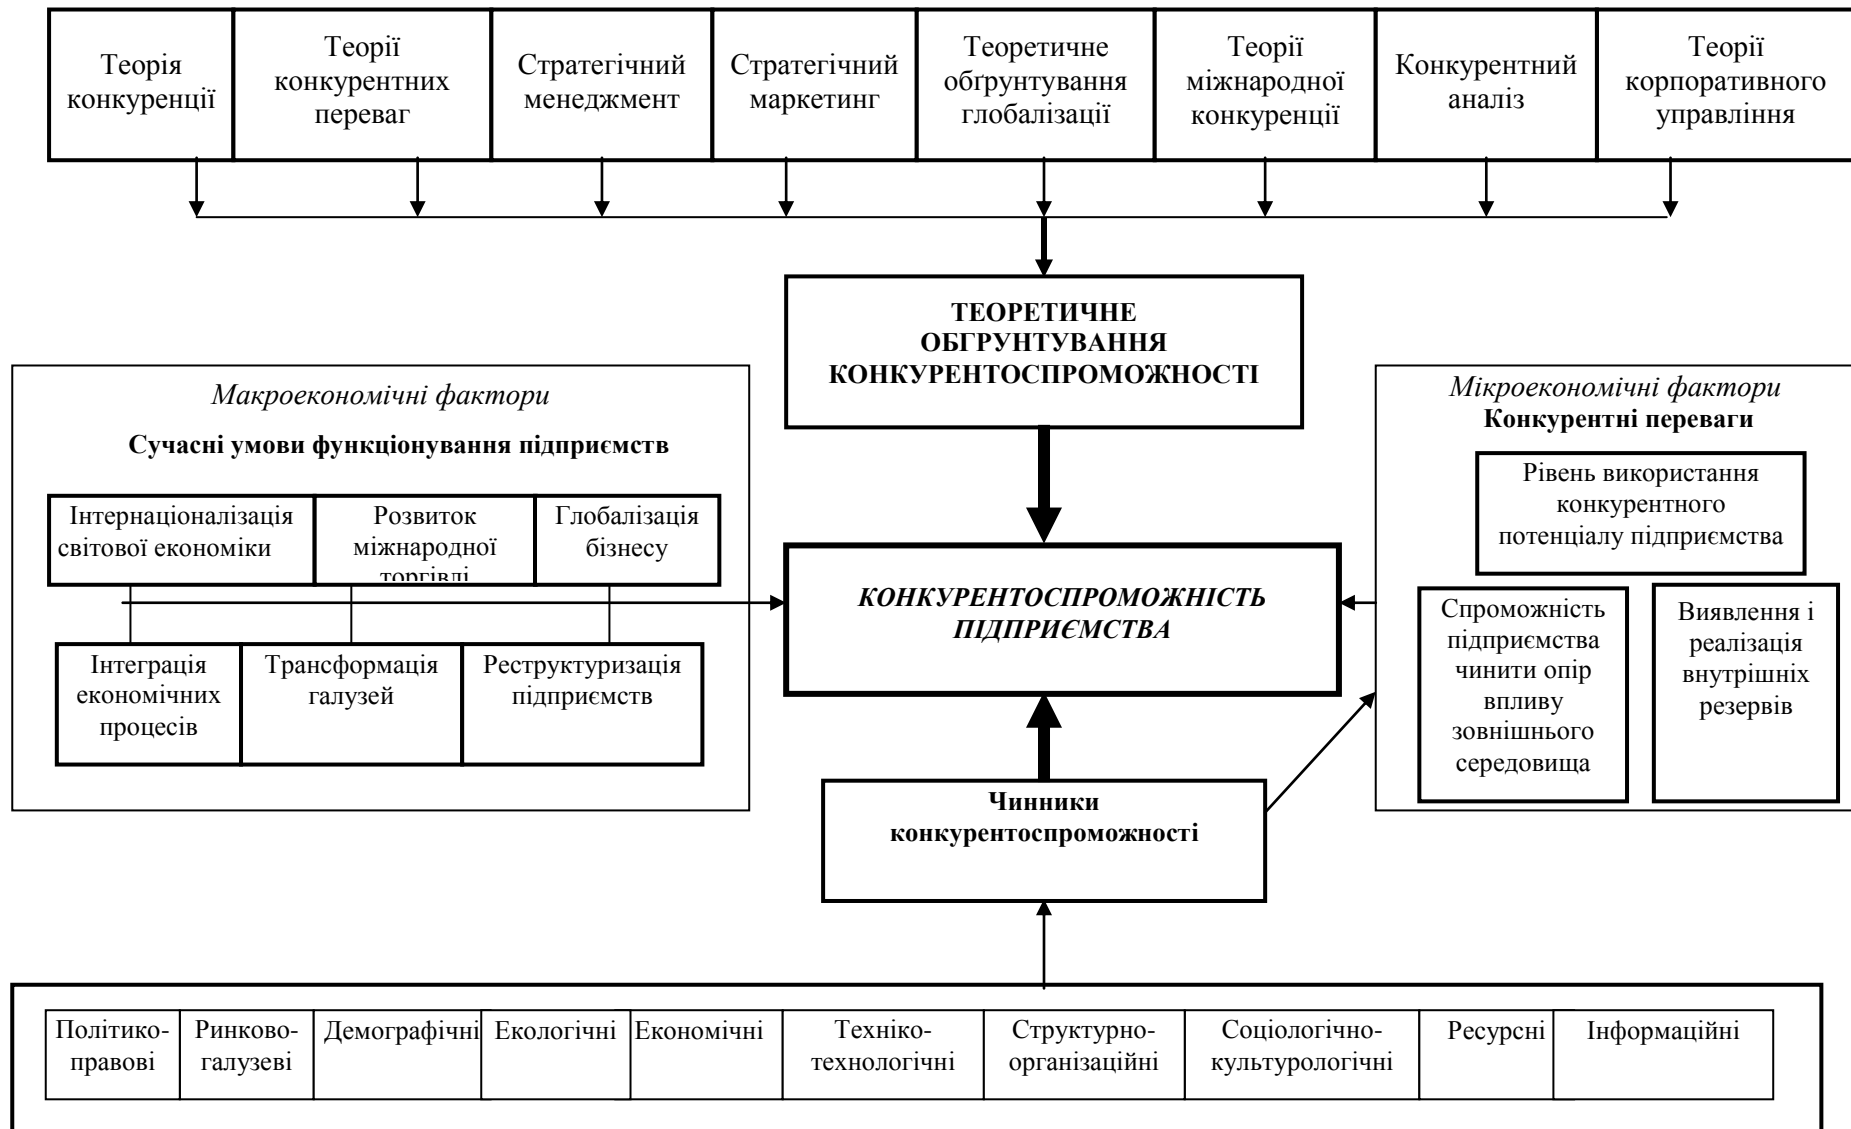 Теорія
конкуренції
Теорії
конкурентних
переваг
Стратегічний
менеджмент
Стратегічний
маркетинг
Теоретичне
обґрунтування
глобалізації
Теорії
міжнародної
конкуренції
Конкурентний
аналіз
Теорії
корпоративного
управління
ТЕОРЕТИЧНЕ
ОБГРУНТУВАННЯ
КОНКУРЕНТОСПРОМОЖНОСТІ
Макроекономічні фактори
Сучасні умови функціонування підприємств
Інтернаціоналізація
світової економіки
Розвиток
міжнародної
торгівлі
Глобалізація
бізнесу
Інтеграція
економічних
процесів
Трансформація
галузей
Реструктуризація
підприємств
КОНКУРЕНТОСПРОМОЖНІСТЬ
ПІДПРИЄМСТВА
Мікроекономічні фактори
Конкурентні переваги
Рівень використання
конкурентного
потенціалу підприємства
Спроможність
підприємства
чинити опір
впливу
зовнішнього
середовища
Виявлення і
реалізація
внутрішніх
резервів
Чинники
конкурентоспроможності
Політико-
правові
Ринково-
галузеві
Демографічні
Екологічні
Економічні
Техніко-
технологічні
Структурно-
організаційні
Соціологічно-
культурологічні
Ресурсні
Інформаційні